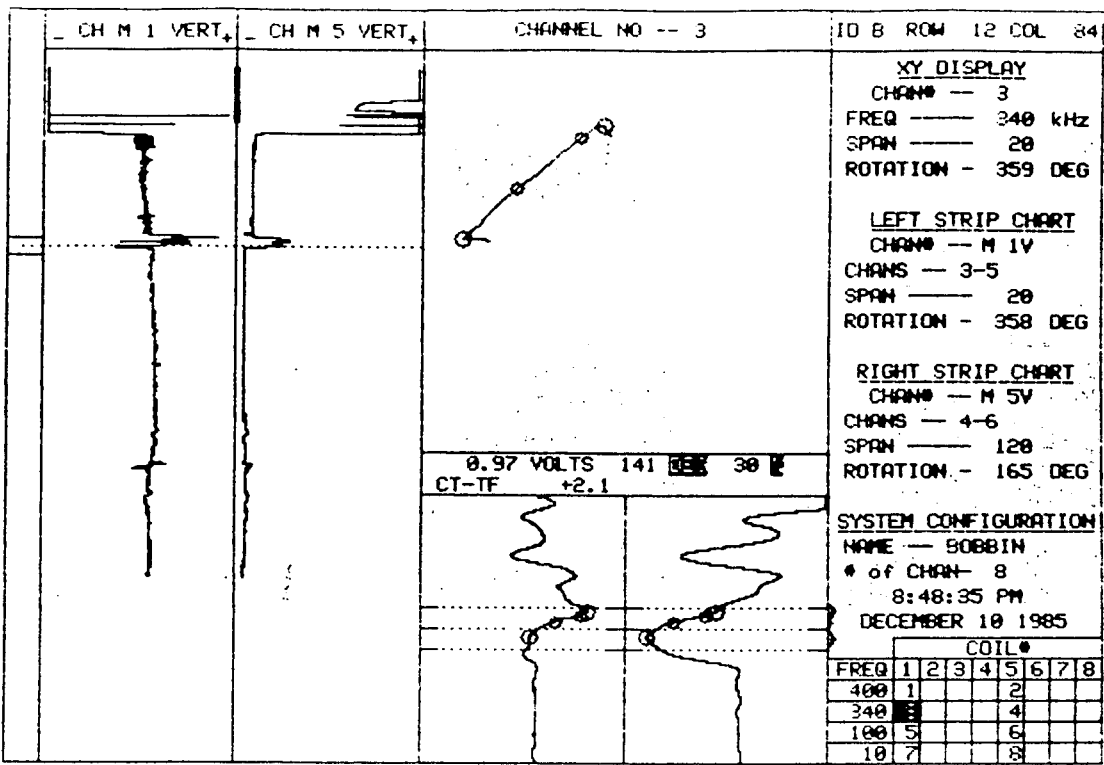 _ CH M 1 VERT +
_ CH M 5 VERT +
CHANNEL NO -- 3
ID B ROW 12 COL 84
XY DISPLAY
CHAN# -- 3
FREQ ---- 340 kHz
SPAN ---- 20
ROTATION - 359 DEG
LEFT STRIP CHART
CHAN# -- M 1V
CHANS -- 3-5
SPAN ---- 20
ROTATION - 358 DEG
RIGHT STRIP CHART
CHAN# -- M 5V
CHANS -- 4-6
SPAN ---- 120
ROTATION - 165 DEG
0.97 VOLTS 141 30
CT-TF +2.1
SYSTEM CONFIGURATION
NAME -- BOBBIN
# of CHAN- 8
8:48:35 PM
DECEMBER 10 1985
COIL#
FREQ 1 2 3 4 5 6 7 8
400 1 2
340 4
100 5 6
10 7 8